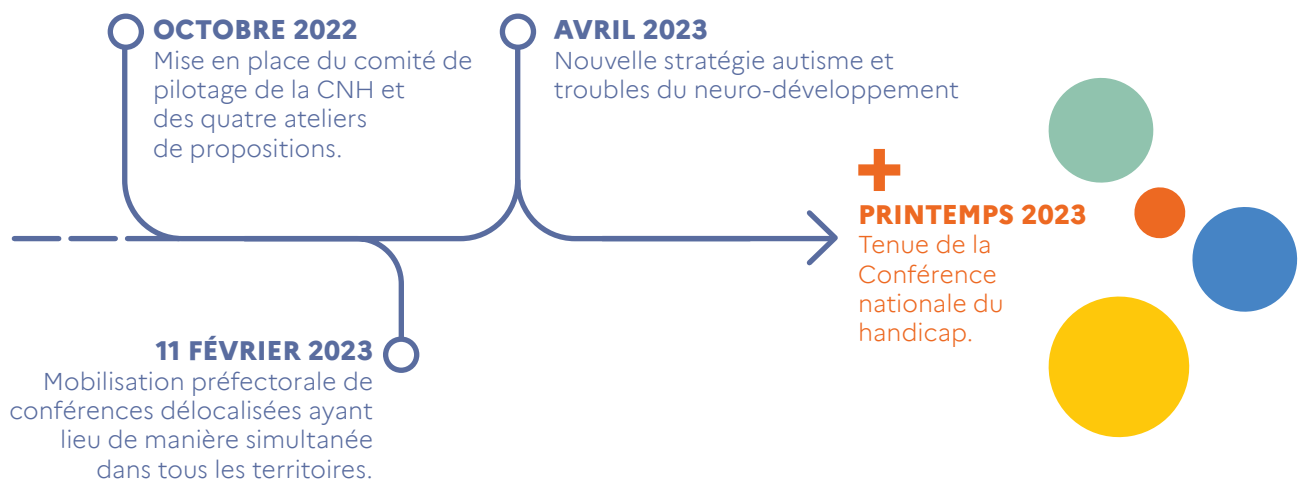 OCTOBRE 2022
Mise en place du comité de
pilotage de la CNH et
des quatre ateliers
de propositions.
AVRIL 2023
Nouvelle stratégie autisme et
troubles du neuro-développement
PRINTEMPS 2023
Tenue de la
Conférence
nationale du
handicap.
11 FÉVRIER 2023
Mobilisation préfectorale de
conférences délocalisées ayant
lieu de manière simultanée
dans tous les territoires.